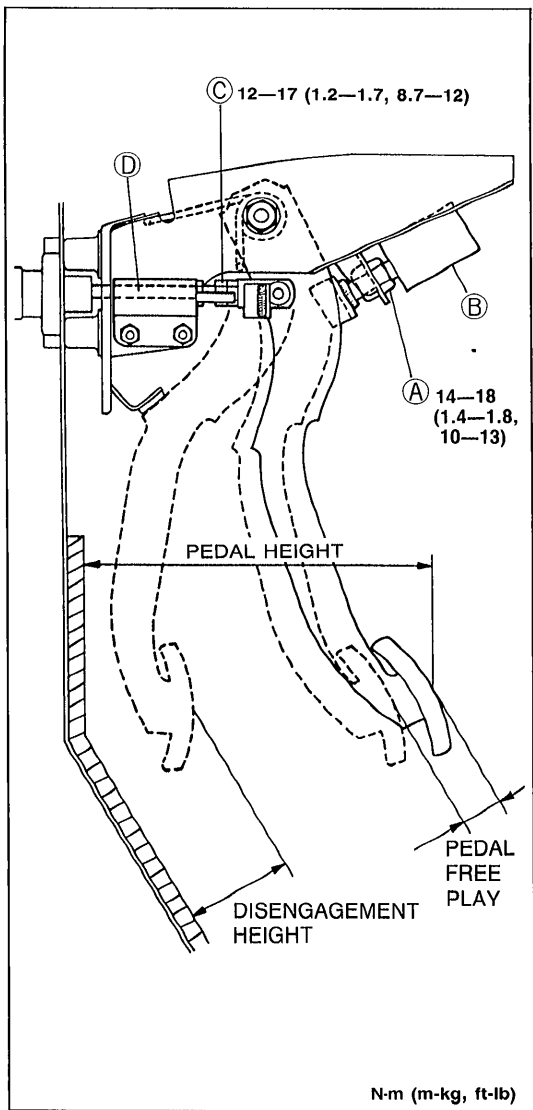 Ⓒ 12—17 (1.2—1.7, 8.7—12)
Ⓓ
Ⓑ
Ⓐ 14—18
(1.4—1.8,
10—13)
PEDAL HEIGHT
PEDAL
FREE
PLAY
DISENGAGEMENT
HEIGHT
N·m (m-kg, ft-lb)